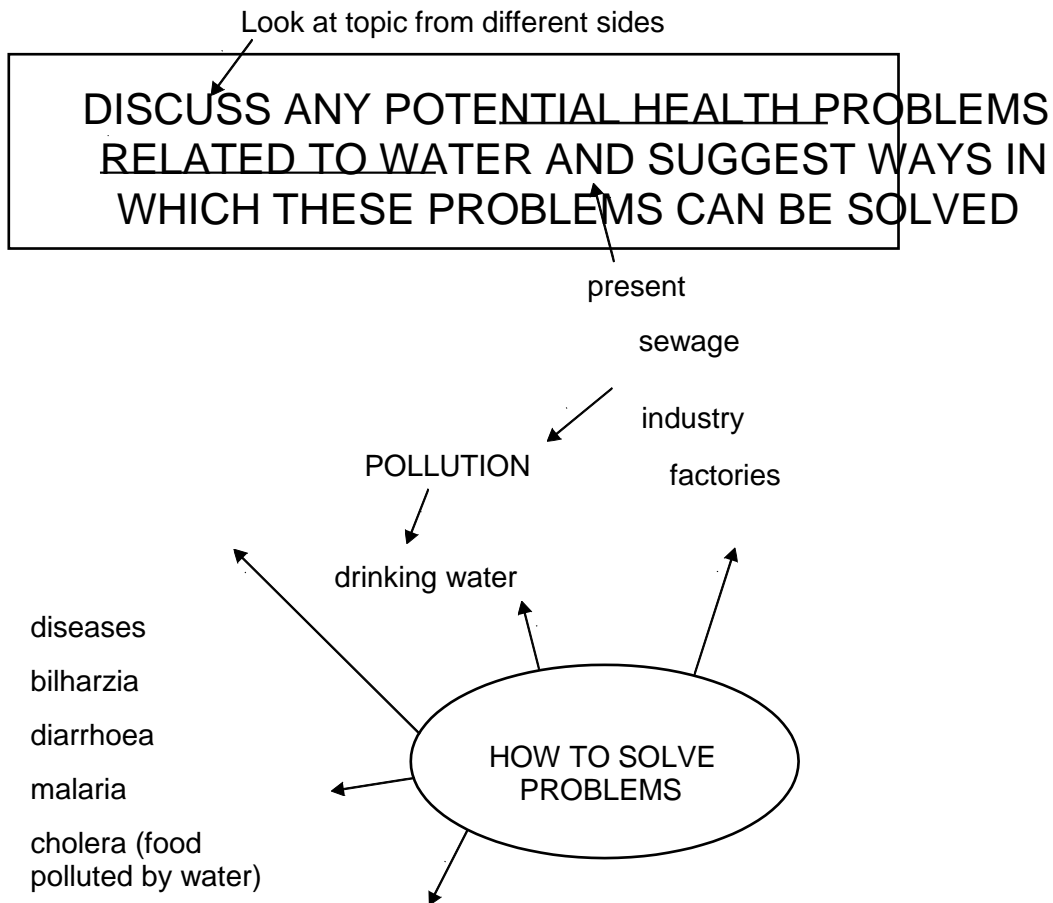 Look at topic from different sides
DISCUSS ANY POTENTIAL HEALTH PROBLEMS
RELATED TO WATER AND SUGGEST WAYS IN
WHICH THESE PROBLEMS CAN BE SOLVED
present
sewage
industry
POLLUTION
factories
drinking water
diseases
bilharzia
diarrhoea
malaria
cholera (food
polluted by water)
HOW TO SOLVE
PROBLEMS